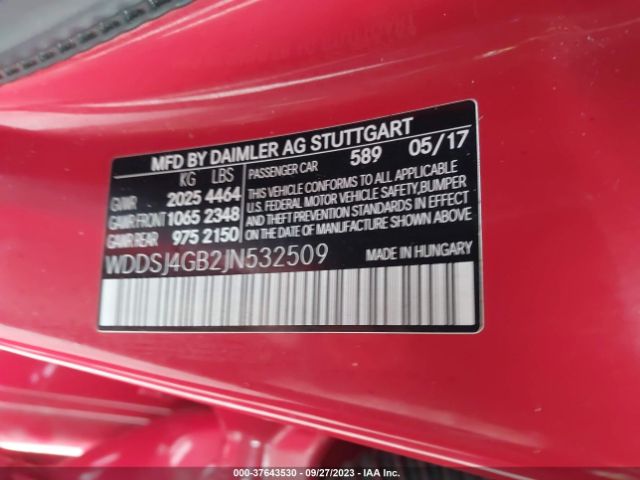 MFD BY DAIMLER AG STUTTGART
KG LBS PASSENGER CAR 589 05/17
GVWR 2025 4464
GAWR FRONT 1065 2348
GAWR REAR 975 2150
THIS VEHICLE CONFORMS TO ALL APPLICABLE
U.S. FEDERAL MOTOR VEHICLE SAFETY, BUMPER
AND THEFT PREVENTION STANDARDS IN EFFECT
ON THE DATE OF MANUFACTURE SHOWN ABOVE
WDDSJ4GB2JN532509 MADE IN HUNGARY
000-37643530 - 09/27/2023 - IAA Inc.